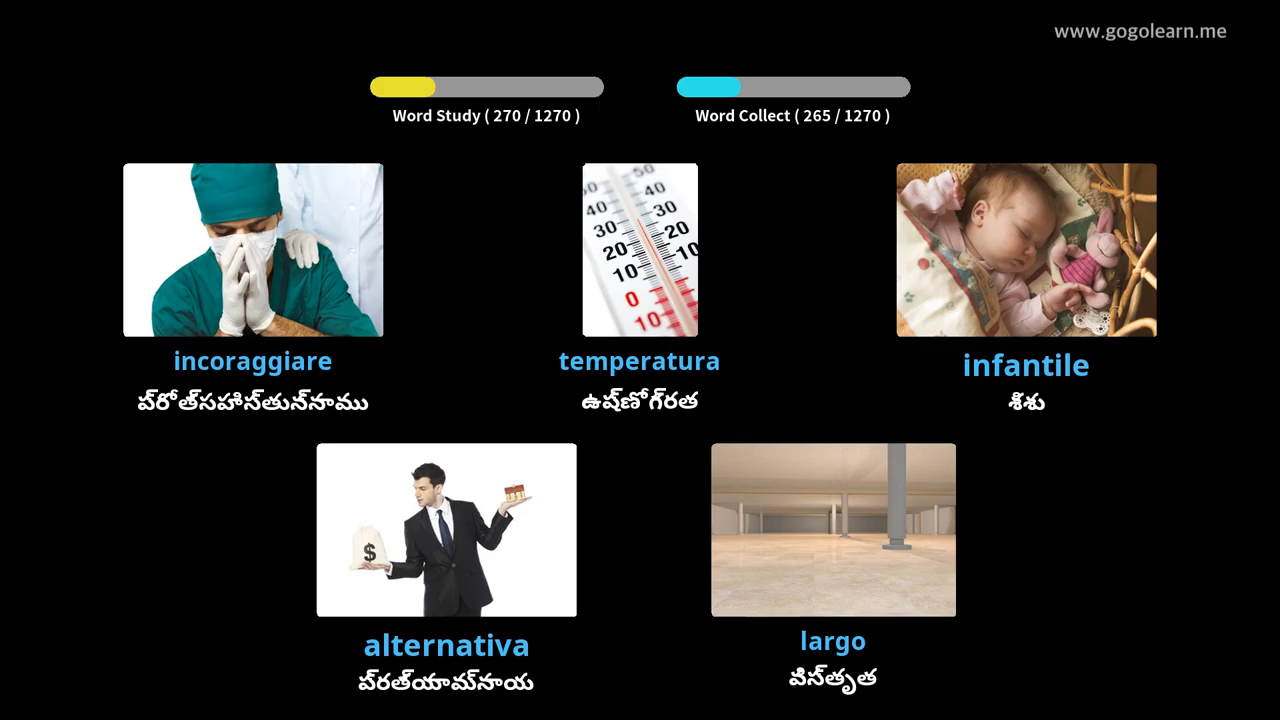 www.gogolearn.me
Word Study ( 270 / 1270 )
Word Collect ( 265 / 1270 )
incoraggiare
temperatura
infantile
ప్రోత్సహిస్తున్నాము
ఉష్ణోగ్రత
శిశు
alternativa
largo
ప్రత్యామ్నాయ
విస్తృత